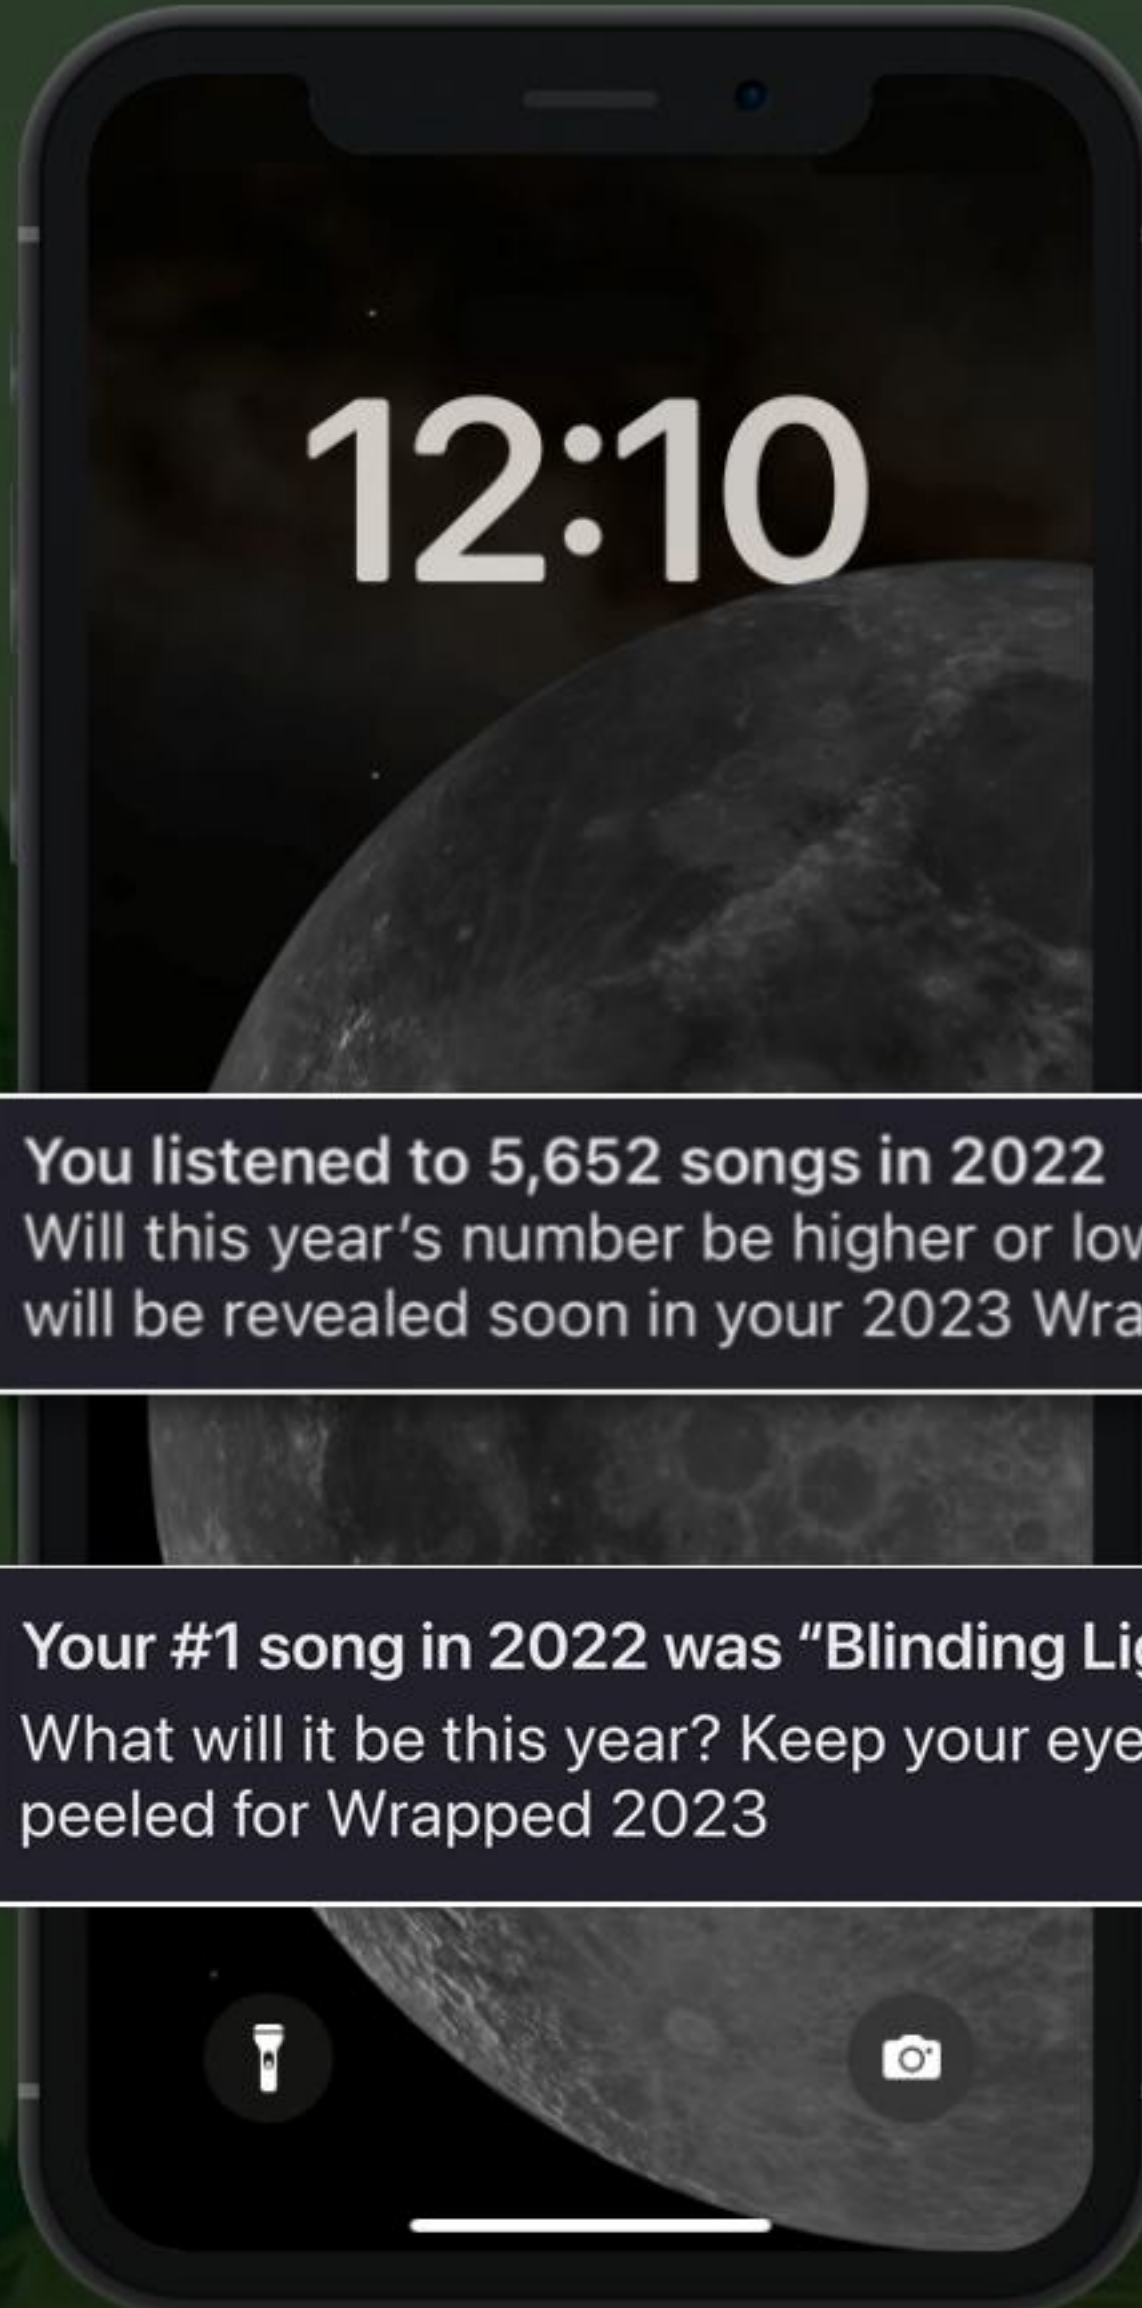 12:10
You listened to 5,652 songs in 2022
Will this year's number be higher or
will be revealed soon in your 2023
Your #1 song in 2022 was “Blinding
What will it be this year? Keep your
peeled for Wrapped 2023